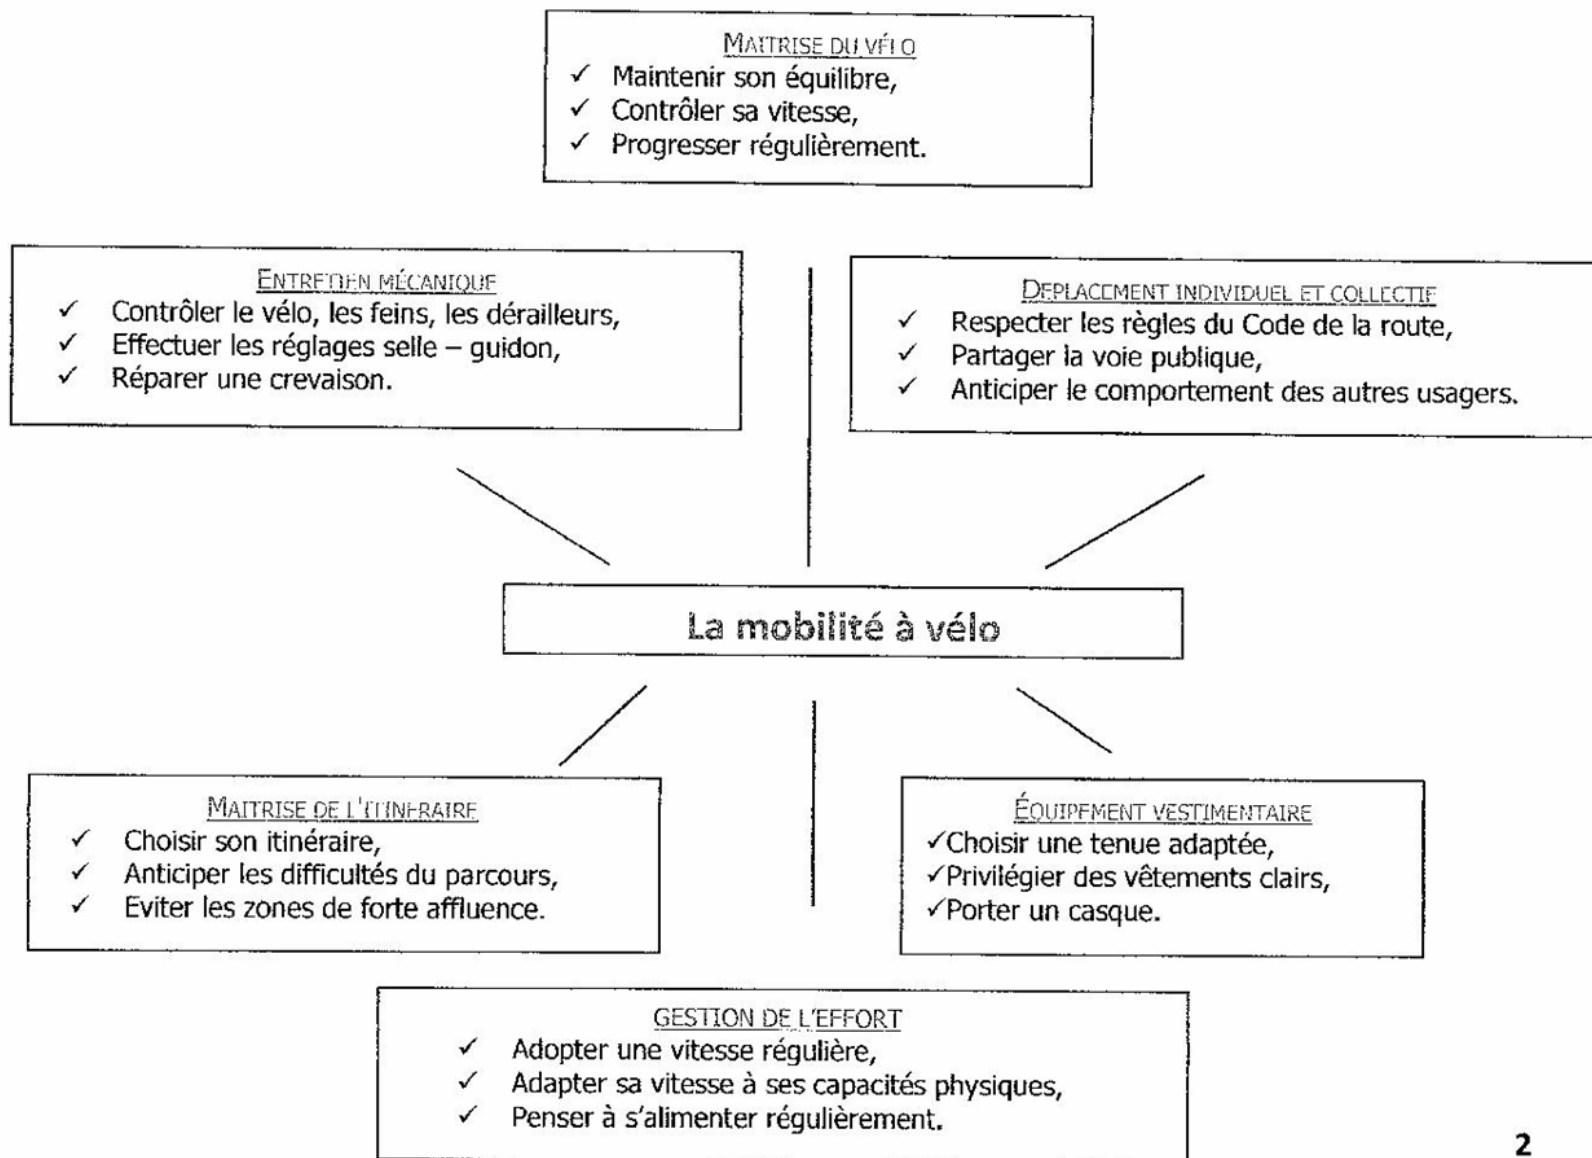 MAITRISE DU VÉLO
✓ Maintenir son équilibre,
✓ Contrôler sa vitesse,
✓ Progresser régulièrement.
ENTRETIEN MÉCANIQUE
✓ Contrôler le vélo, les feins, les dérailleurs,
✓ Effectuer les réglages selle – guidon,
✓ Réparer une crevaison.
DEPLACEMENT INDIVIDUEL ET COLLECTIF
✓ Respecter les règles du Code de la route,
✓ Partager la voie publique,
✓ Anticiper le comportement des autres usagers.
La mobilité à vélo
MAITRISE DE L'ITINERAIRE
✓ Choisir son itinéraire,
✓ Anticiper les difficultés du parcours,
✓ Eviter les zones de forte affluence.
ÉQUIPEMENT VESTIMENTAIRE
✓Choisir une tenue adaptée,
✓Privilégier des vêtements clairs,
✓Porter un casque.
GESTION DE L'EFFORT
✓ Adopter une vitesse régulière,
✓ Adapter sa vitesse à ses capacités physiques,
✓ Penser à s'alimenter régulièrement.
2